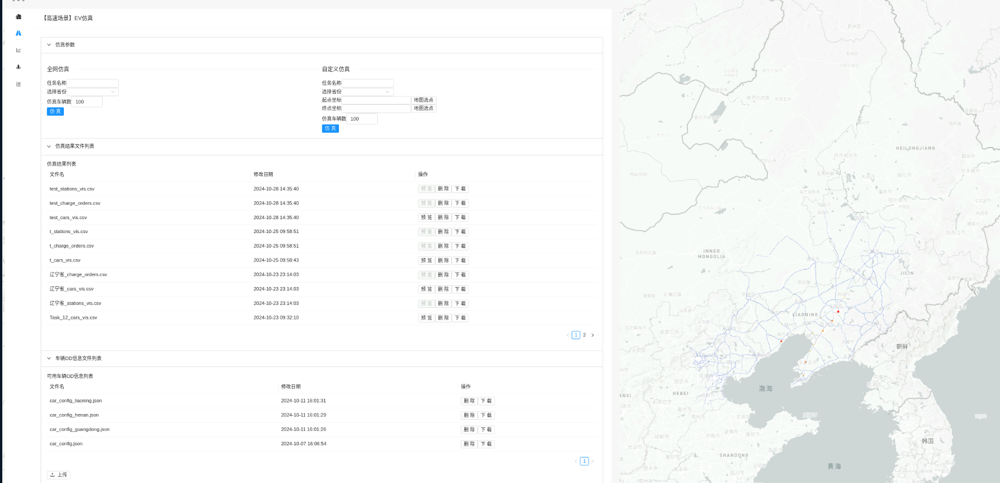 【高速场景】EV仿真
仿真参数
全网仿真
任务名称
选择省份
仿真车辆数 100
仿 真
自定义仿真
任务名称
选择省份
起点坐标 地图选点
终点坐标 地图选点
仿真车辆数 100
仿 真
仿真结果文件列表
仿真结果列表
文件名 修改日期 操作
test_stations_vis.csv 2024-10-28 14:35:40 预 览 删 除 下 载
test_charge_orders.csv 2024-10-28 14:35:40 预 览 删 除 下 载
test_cars_vis.csv 2024-10-28 14:35:40 预 览 删 除 下 载
t_stations_vis.csv 2024-10-25 09:58:51 预 览 删 除 下 载
t_charge_orders.csv 2024-10-25 09:58:51 预 览 删 除 下 载
t_cars_vis.csv 2024-10-25 09:58:43 预 览 删 除 下 载
辽宁省_charge_orders.csv 2024-10-23 23:14:03 预 览 删 除 下 载
辽宁省_cars_vis.csv 2024-10-23 23:14:03 预 览 删 除 下 载
辽宁省_stations_vis.csv 2024-10-23 23:14:03 预 览 删 除 下 载
Task_12_cars_vis.csv 2024-10-23 09:32:10 预 览 删 除 下 载
1 2
车辆OD信息文件列表
可用车辆OD信息列表
文件名 修改日期 操作
car_config_liaoning.json 2024-10-11 16:01:31 删 除 下 载
car_config_henan.json 2024-10-11 16:01:29 删 除 下 载
car_config_guangdong.json 2024-10-11 16:01:26 删 除 下 载
car_config.json 2024-10-07 16:06:54 删 除 下 载
1
上传
HEILONGJIANG
齐齐哈尔市
哈尔滨市
INNER
MONGOLIA
JILIN
LIAONING
朝鲜
渤海
HEBEI
ANXI
石家庄市
韩国
SHANDONG
黄海